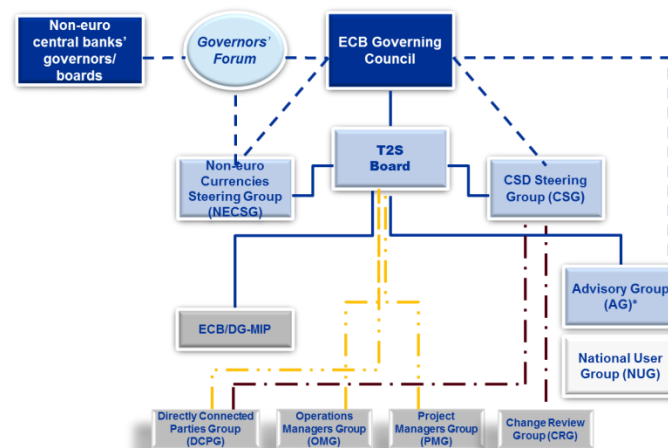 Non-euro
central banks'
governors/
boards
Governors'
Forum
ECB Governing
Council
T2S
Board
Non-euro
Currencies
Steering Group
(NECSG)
CSD Steering
Group (CSG)
Advisory Group
(AG)*
ECB/DG-MIP
National User
Group (NUG)
Directly Connected
Parties Group
(DCPG)
Operations
Managers Group
(OMG)
Project
Managers Group
(PMG)
Change Review
Group (CRG)